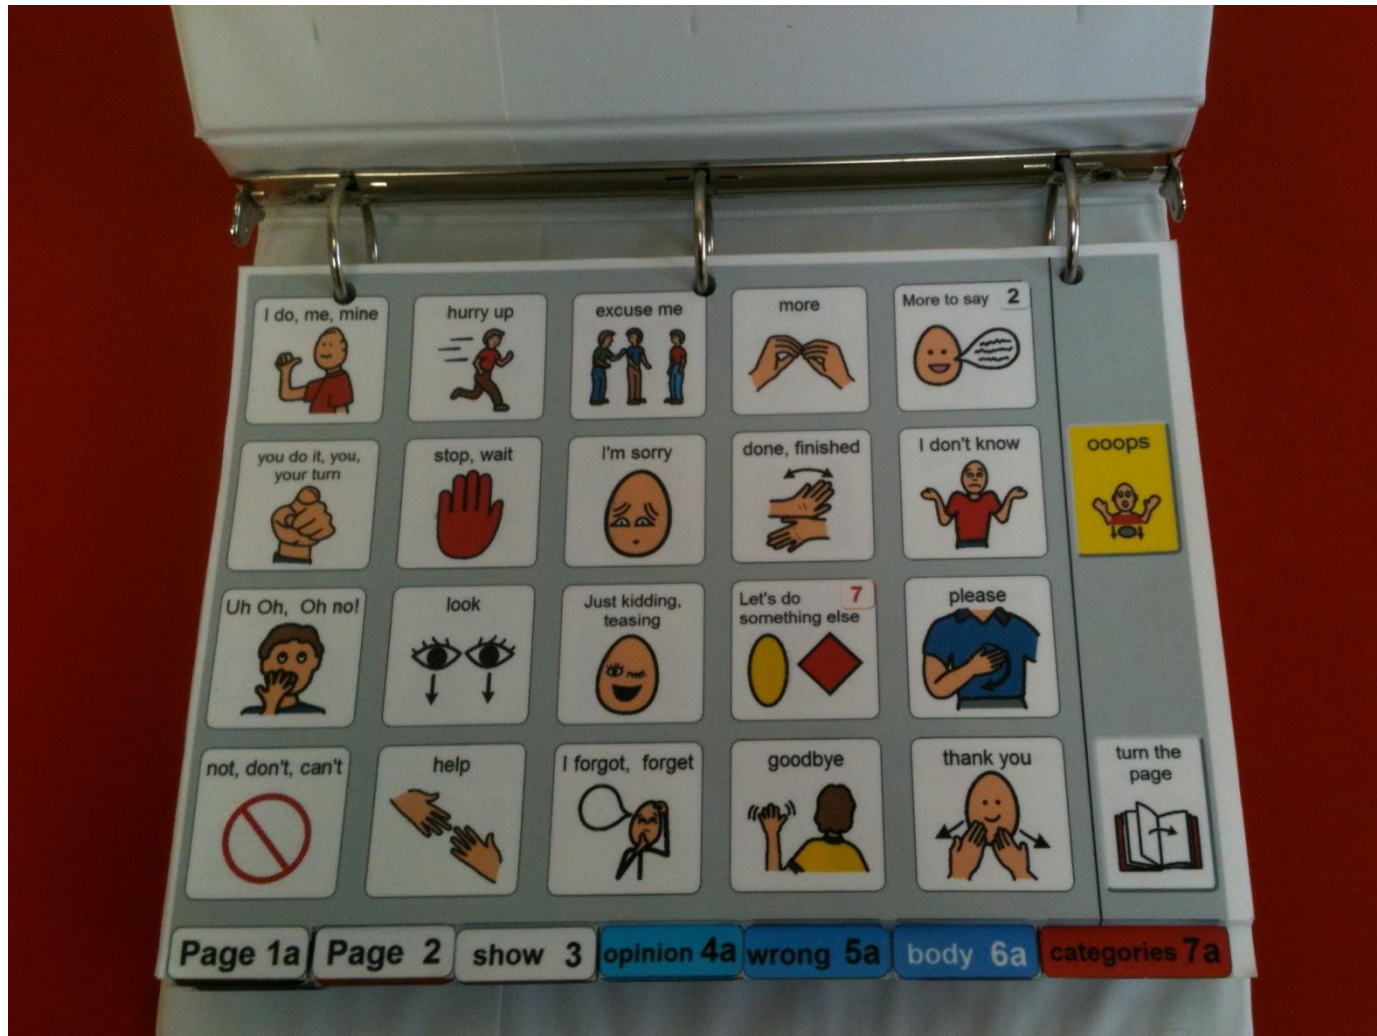 I do, me, mine
hurry up
excuse me
more
More to say 2
you do it, you,
your turn
stop, wait
I'm sorry
done, finished
I don't know
ooops
Uh Oh, Oh no!
look
Just kidding,
teasing
Let's do
something else
7
please
not, don't, can't
help
I forgot, forget
goodbye
thank you
turn the
page
Page 1a
Page 2
show 3
opinion 4a
wrong 5a
body 6a
categories 7a